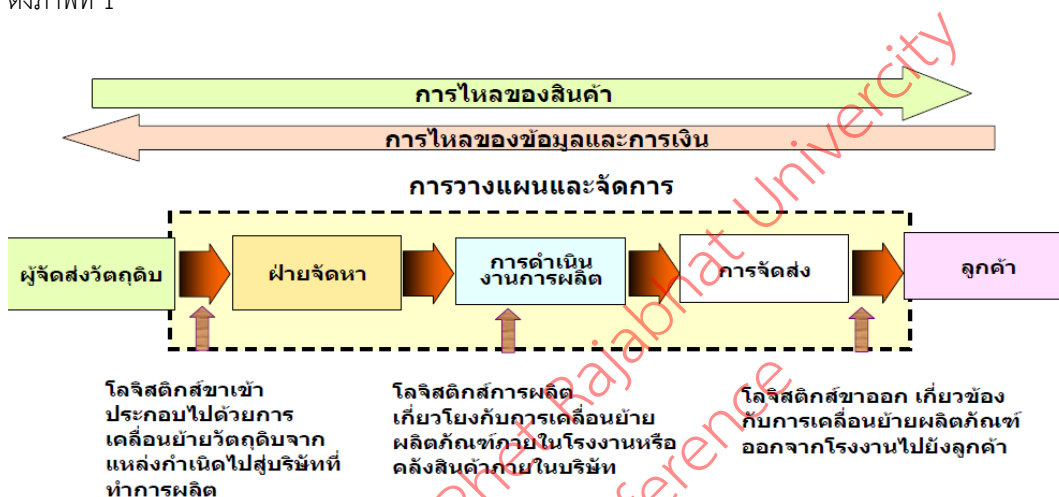 ดังภาพที่ 1
การไหลของสินค้า
การไหลของข้อมูลและการเงิน
การวางแผนและจัดการ
ผู้จัดส่งวัตถุดิบ
ฝ่ายจัดหา
การดำเนิน
งานการผลิต
การจัดส่ง
ลูกค้า
โลจิสติกส์ขาเข้า
ประกอบไปด้วยการ
เคลื่อนย้ายวัตถุดิบจาก
แหล่งกำเนิดไปสู่บริษัทที่
ทำการผลิต
โลจิสติกส์การผลิต
เกี่ยวโยงกับการเคลื่อนย้าย
ผลิตภัณฑ์ภายในโรงงานหรือ
คลังสินค้าภายในบริษัท
โลจิสติกส์ขาออก เกี่ยวข้อง
กับการเคลื่อนย้ายผลิตภัณฑ์
ออกจากโรงงานไปยังลูกค้า
Phet Rajabhat Univercity
ference